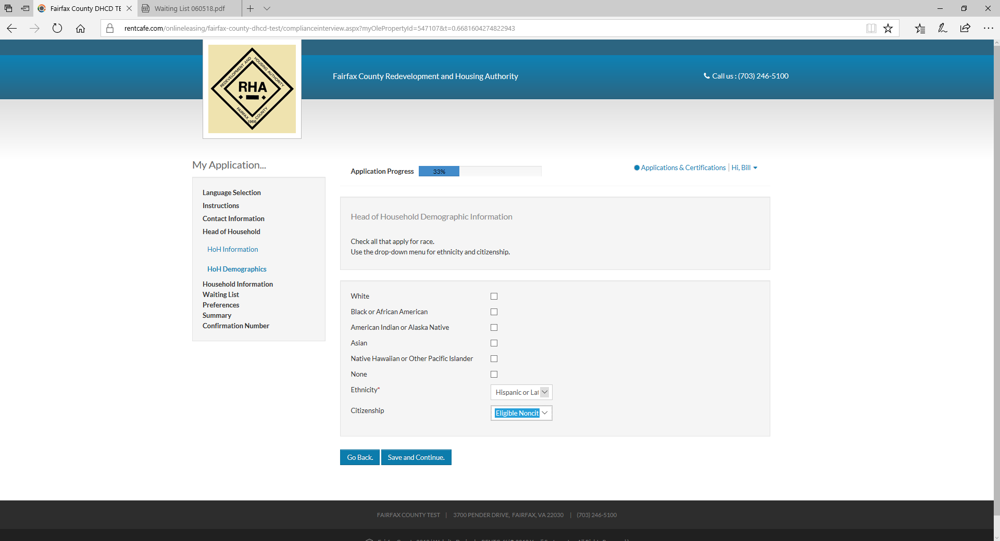 Fairfax County DHCD TE
Waiting List 060518.pdf
rentcafe.com/onlineleasing/fairfax-county-dhcd-test/complianceinterview.aspx?myOlePropertyId=547107&t=0.6681604274822943
REDEVELOPMENT AND
HOUSING AUTHORITY
RHA
FAIRFAX
COUNTY
1966
Fairfax County Redevelopment and Housing Authority
Call us : (703) 246-5100
My Application...
Language Selection
Instructions
Contact Information
Head of Household
HoH Information
HoH Demographics
Household Information
Waiting List
Preferences
Summary
Confirmation Number
Application Progress
33%
Applications & Certifications
Hi, Bill
Head of Household Demographic Information
Check all that apply for race.
Use the drop-down menu for ethnicity and citizenship.
White
Black or African American
American Indian or Alaska Native
Asian
Native Hawaiian or Other Pacific Islander
None
Ethnicity*
Hispanic or Lat
Citizenship
Eligible Noncit
Go Back.
Save and Continue.
FAIRFAX COUNTY TEST | 3700 PENDER DRIVE, FAIRFAX, VA 22030 | (703) 246-5100